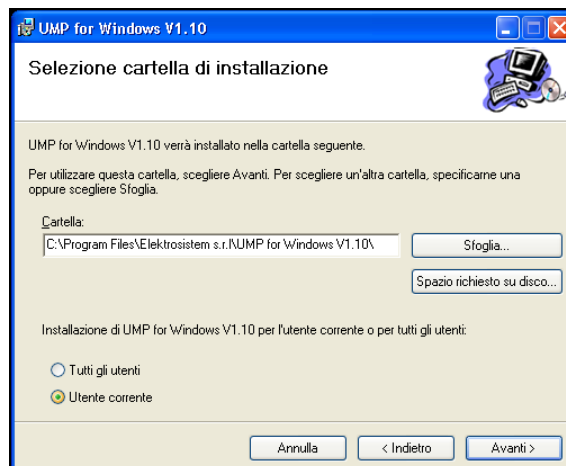 UMP for Windows V1.10
Selezione cartella di installazione
UMP for Windows V1.10 verrà installato nella cartella seguente.
Per utilizzare questa cartella, scegliere Avanti. Per scegliere un'altra cartella, specificarne una
oppure scegliere Sfoglia.
Cartella:
C:\Program Files\Elektrosistem s.r.l\UMP for Windows V1.10\
Sfoglia...
Spazio richiesto su disco...
Installazione di UMP for Windows V1.10 per l'utente corrente o per tutti gli utenti:
Tutti gli utenti
Utente corrente
Annulla
< Indietro
Avanti >